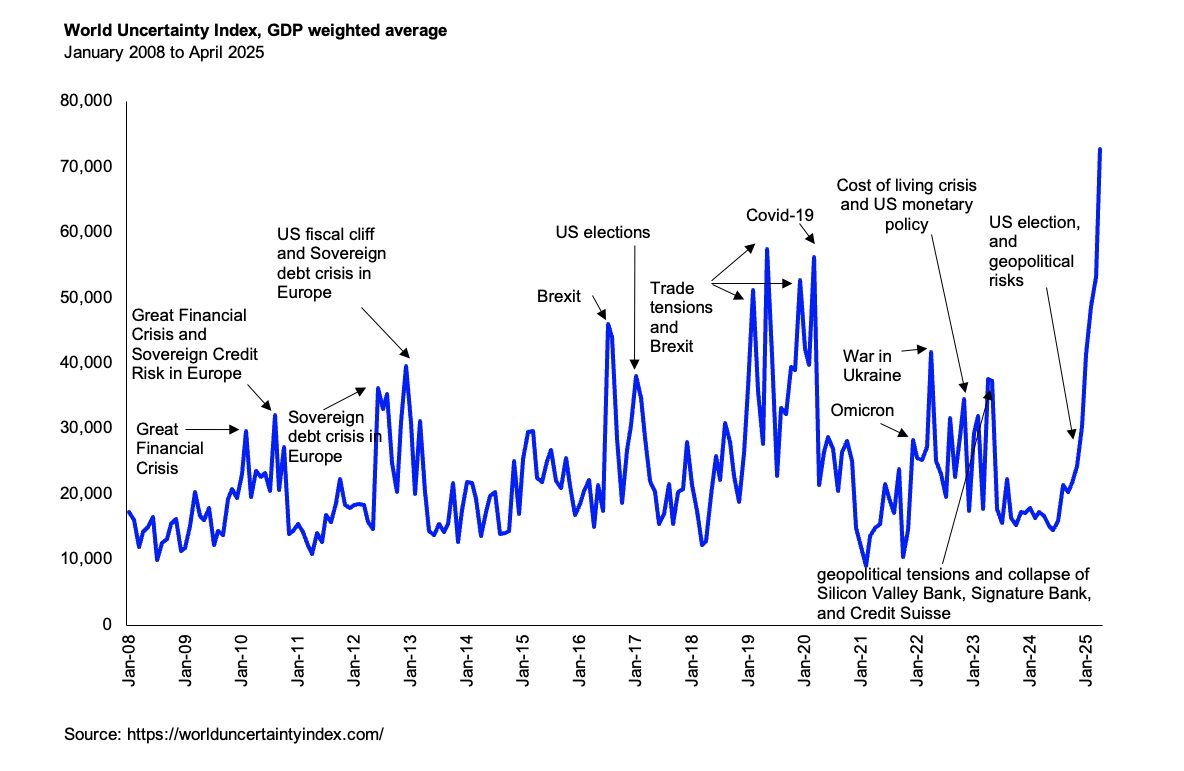 World Uncertainty Index, GDP weighted average
January 2008 to April 2025
80,000
70,000
60,000
50,000
40,000
30,000
20,000
10,000
0
Great
Financial
Crisis
Great Financial
Crisis and
Sovereign Credit
Risk in Europe
US fiscal cliff
and Sovereign
debt crisis in
Europe
Sovereign
debt crisis in
Europe
Brexit
US elections
Trade
tensions
and
Brexit
Covid-19
Cost of living crisis
and US monetary
policy
War in
Ukraine
Omicron
US election,
and
geopolitical
risks
geopolitical tensions and collapse of
Silicon Valley Bank, Signature Bank,
and Credit Suisse
Jan-08
Jan-09
Jan-10
Jan-11
Jan-12
Jan-13
Jan-14
Jan-15
Jan-16
Jan-17
Jan-18
Jan-19
Jan-20
Jan-21
Jan-22
Jan-23
Jan-24
Jan-25
Source: https://worlduncertaintyindex.com/